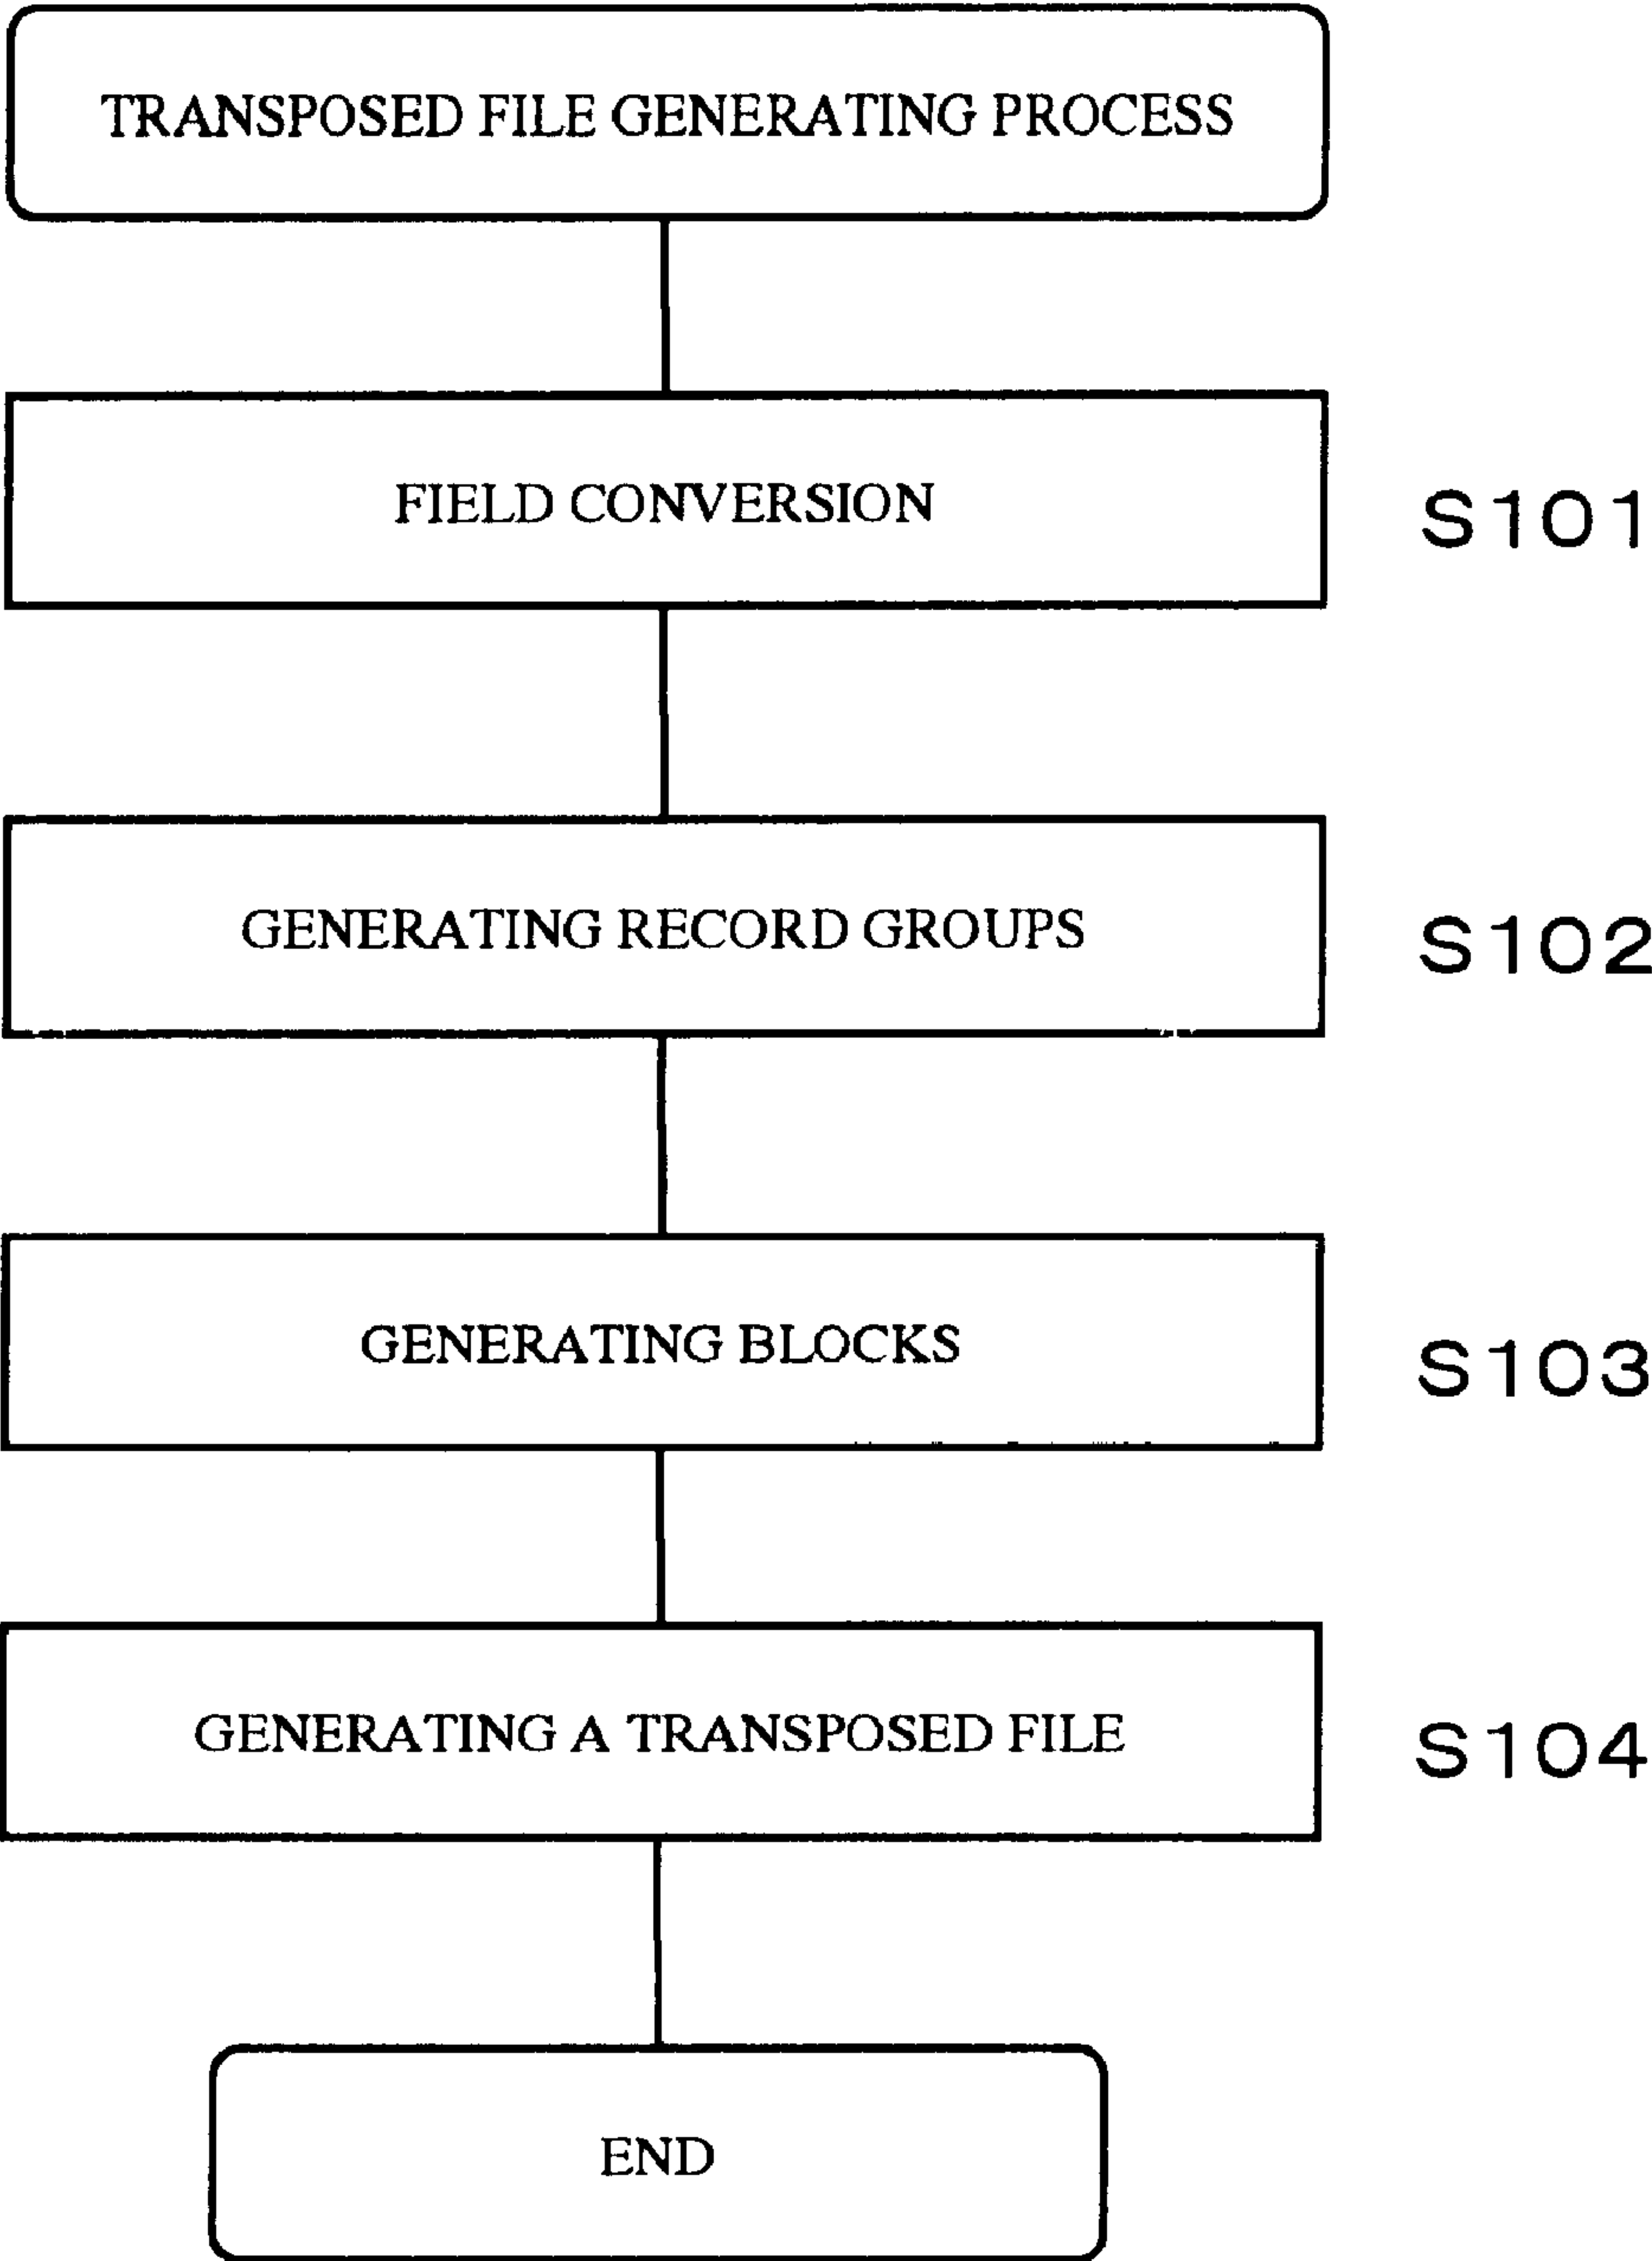 TRANSPOSED FILE GENERATING PROCESS
FIELD CONVERSION
S101
GENERATING RECORD GROUPS
S102
GENERATING BLOCKS
S103
GENERATING A TRANSPOSED FILE
S104
END